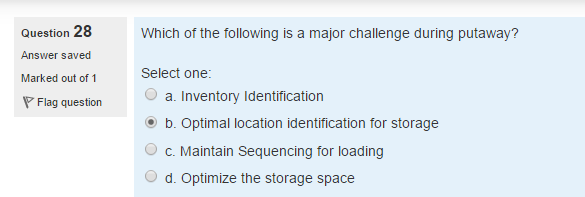 Question 28
Answer saved
Marked out of 1
Flag question
Which of the following is a major challenge during putaway?
Select one:
a. Inventory Identification
b. Optimal location identification for storage
c. Maintain Sequencing for loading
d. Optimize the storage space